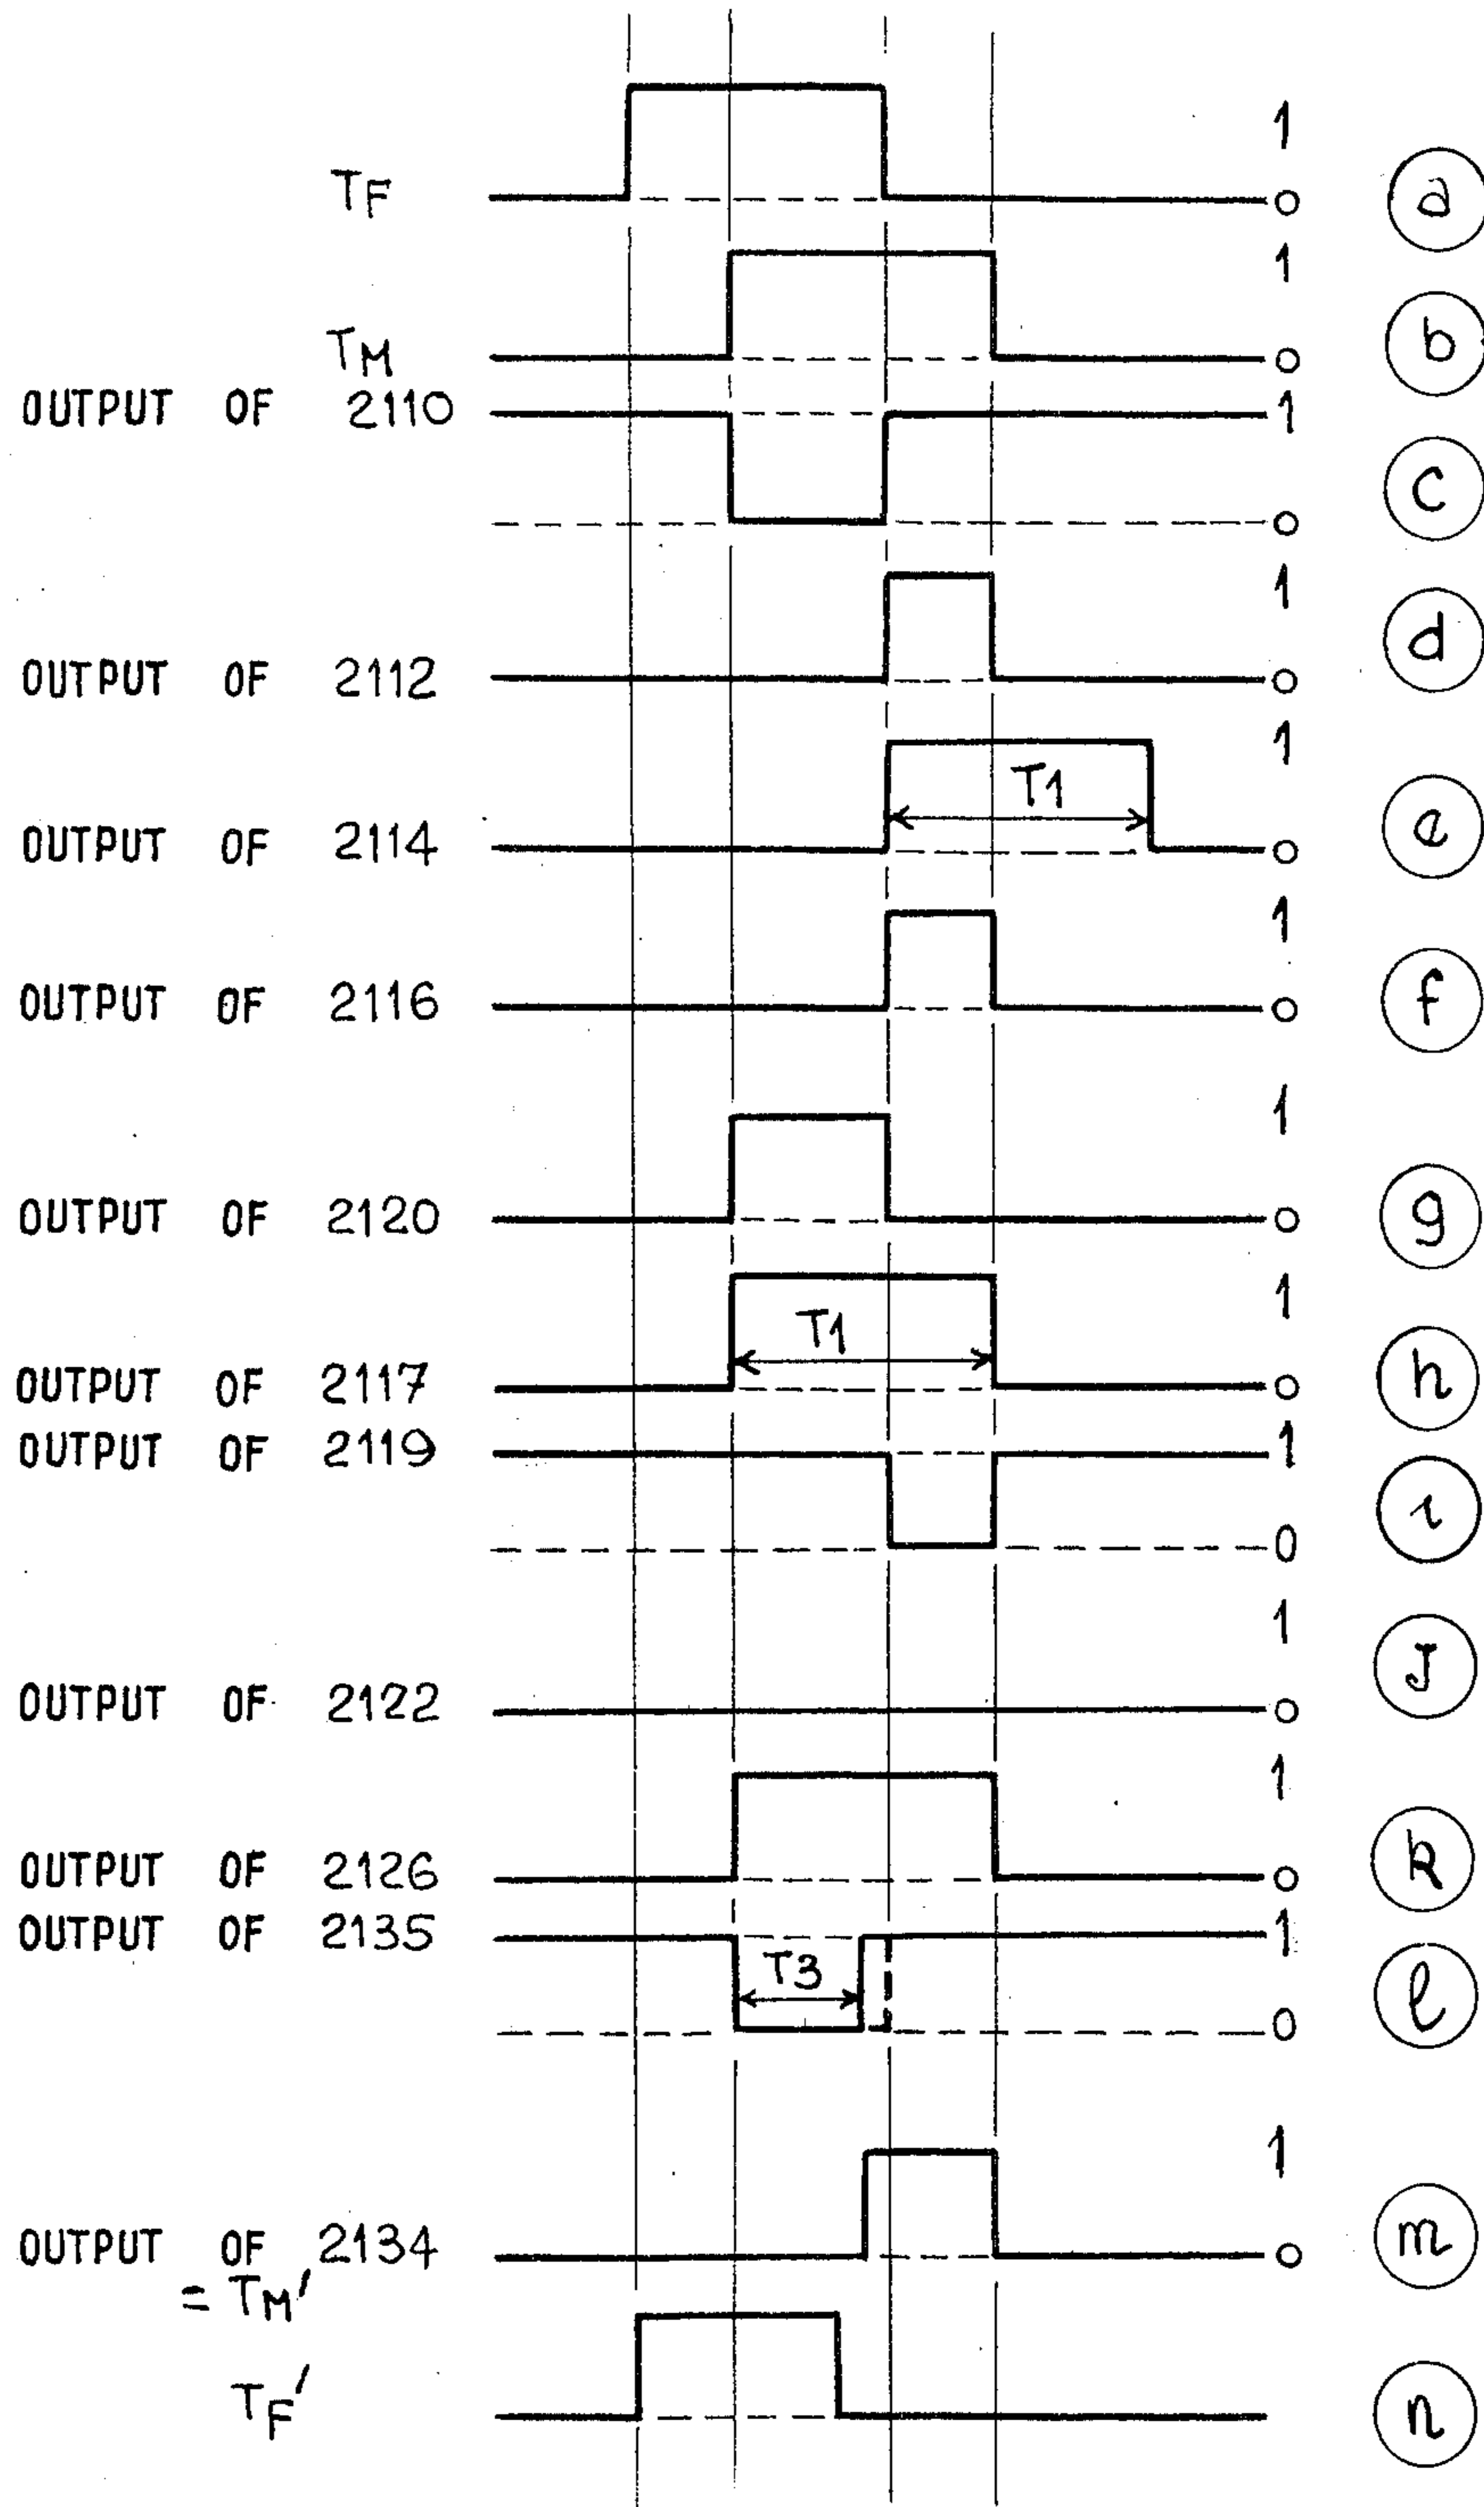 1
TF 0 a
1
TM 0 b
OUTPUT OF 2110 1
0 c
1
OUTPUT OF 2112 0 d
1
T1
OUTPUT OF 2114 0 e
1
OUTPUT OF 2116 0 f
1
OUTPUT OF 2120 0 g
1
T1
OUTPUT OF 2117 0 h
OUTPUT OF 2119 1
0 i
1
OUTPUT OF 2122 0 J
1
OUTPUT OF 2126 0 k
OUTPUT OF 2135 1
T3
0 l
1
OUTPUT OF 2134 0 m
= TM'
TF' n